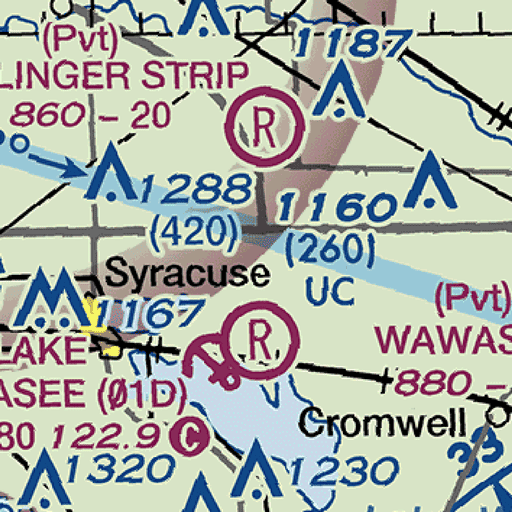 (Pvt)
LINGER STRIP
860 - 20
1187
R
1288
(420)
1160
(260)
UC
Syracuse
1167
(Pvt)
WAWAS
880 -
R
LAKE
ASEE (Ø1D)
80 122.9 C
Cromwell
1320
1230
33